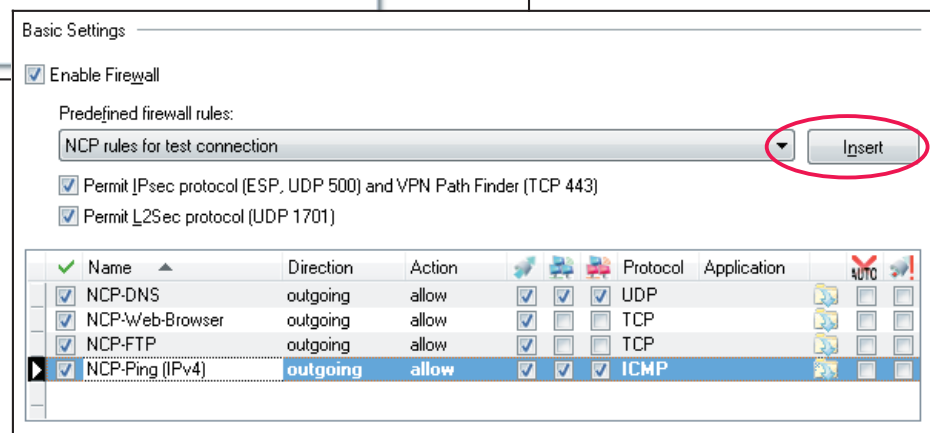 Basic Settings
Enable Firewall
Predefined firewall rules:
NCP rules for test connection
Insert
Permit IPsec protocol (ESP, UDP 500) and VPN Path Finder (TCP 443)
Permit L2Sec protocol (UDP 1701)
Name Direction Action Protocol Application AUTO
NCP-DNS outgoing allow UDP
NCP-Web-Browser outgoing allow TCP
NCP-FTP outgoing allow TCP
NCP-Ping (IPv4) outgoing allow ICMP